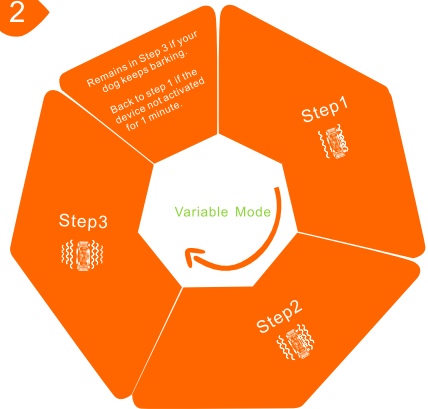 2
Remains in Step 3 if your
dog keeps barking.
Back to step 1 if the
device not activated
for 1 minute.
Step1
Variable Mode
Step3
Step2